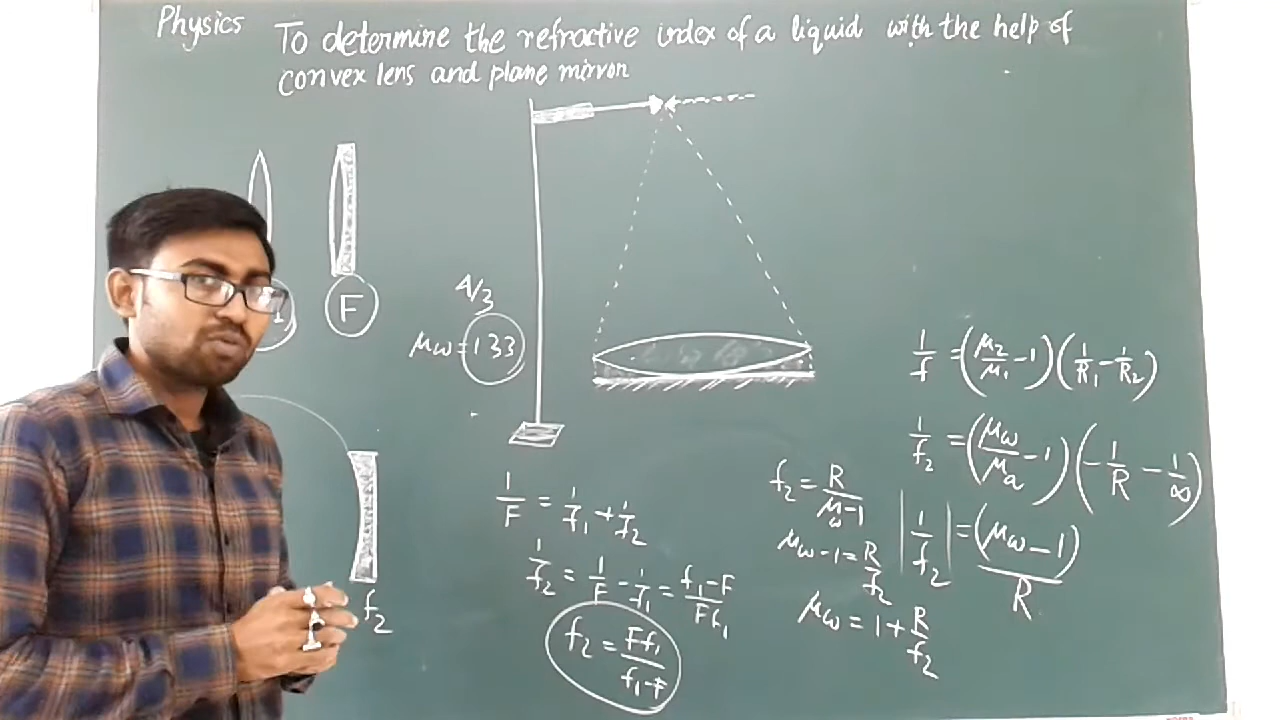 Physics
To determine the refractive index of a liquid with the help of
convex lens and plane mirror
F
4/3
μw = 1.33
f₂
1/F = 1/f₁ + 1/f₂
1/f₂ = 1/F - 1/f₁ = f₁-F/Ff₁
f₂ = Ff₁/f₁-F
1/f = (μ₂/μ₁ - 1)(1/R₁ - 1/R₂)
1/f₂ = (μw/μa - 1)(-1/R - 1/∞)
|1/f₂| = (μw - 1)/R
f₂ = R/μw-1
μw - 1 = R/f₂
μw = 1 + R/f₂